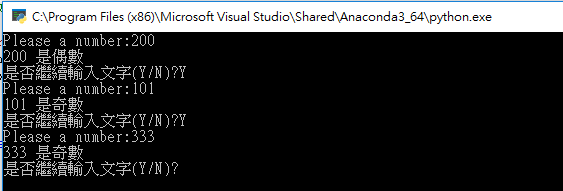 C:\Program Files (x86)\Microsoft Visual Studio\Shared\Anaconda3_64\python.exe
Please a number:200
200 是偶數
是否繼續輸入文字(Y/N)?Y
Please a number:101
101 是奇數
是否繼續輸入文字(Y/N)?Y
Please a number:333
333 是奇數
是否繼續輸入文字(Y/N)?